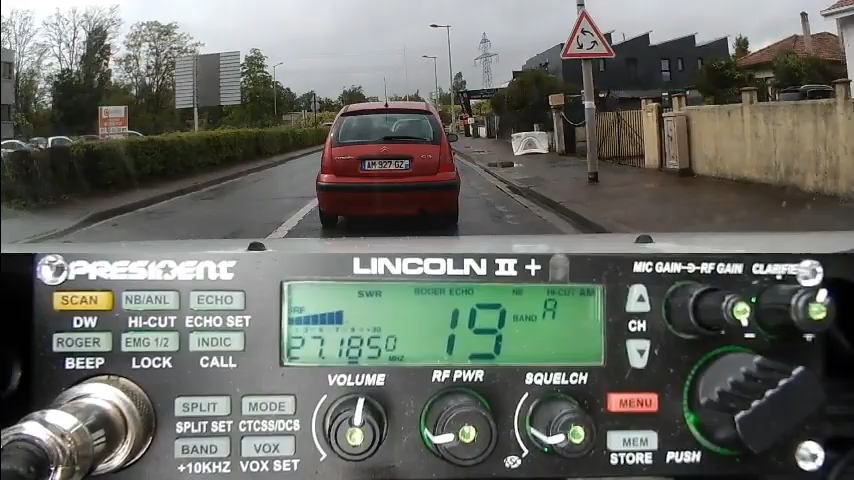 AM 927 GZ
PRESIDENT
LINCOLN II +
MIC GAIN RF GAIN CLARIFIER
SCAN NB/ANL ECHO
DW HI-CUT ECHO SET
ROGER EMG 1/2 INDIC
BEEP LOCK CALL
SWR ROGER ECHO NB HI-CUT AM
RF
19 BAND A
27.1850 MHZ
CH
VOLUME RF PWR SQUELCH
SPLIT MODE
SPLIT SET CTCSS/DCS
BAND VOX
+10KHZ VOX SET
MENU
MEM
STORE PUSH